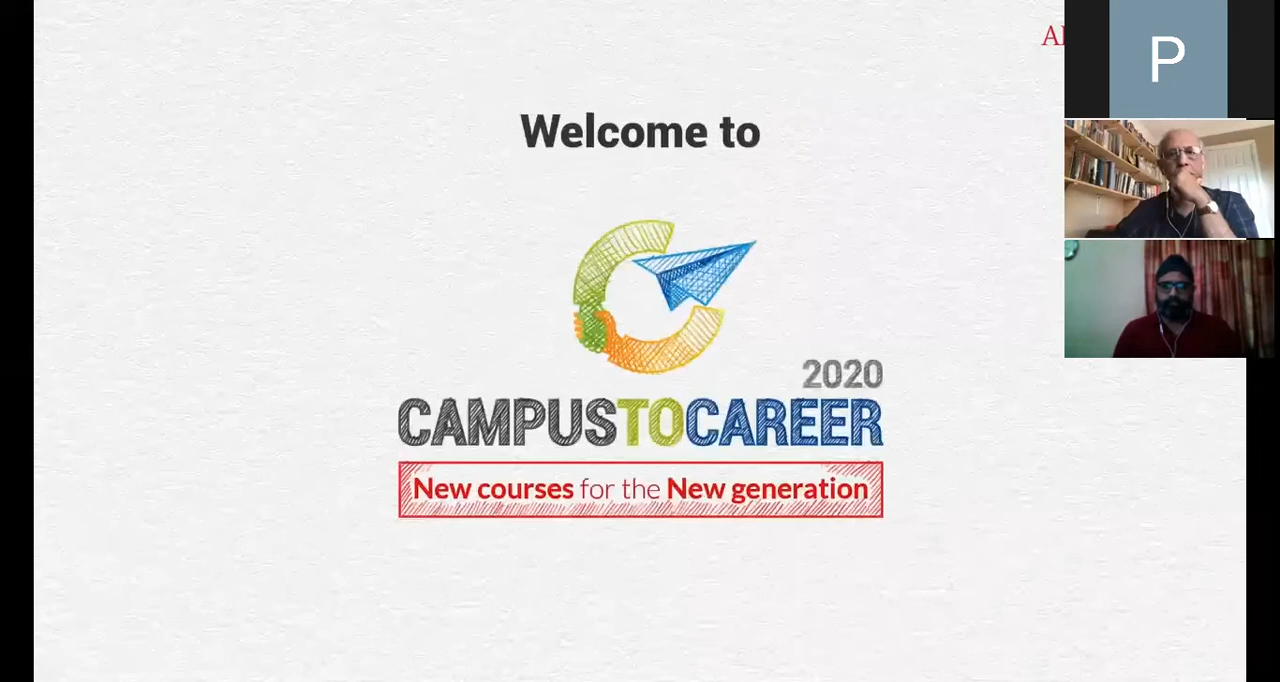 Welcome to
P
2020
CAMPUSTOCAREER
New courses for the New generation